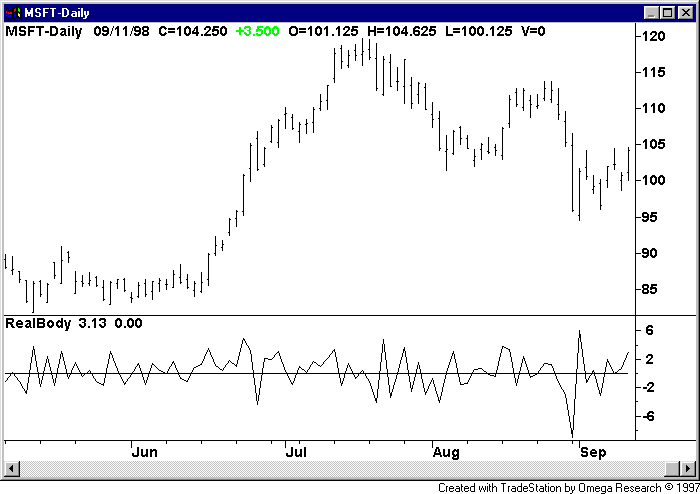 MSFT-Daily
MSFT-Daily 09/11/98 C=104.250 +3.500 O=101.125 H=104.625 L=100.125 V=0
120
115
110
105
100
95
90
85
RealBody 3.13 0.00
6
2
-2
-6
Jun Jul Aug Sep
Created with TradeStation by Omega Research © 1997